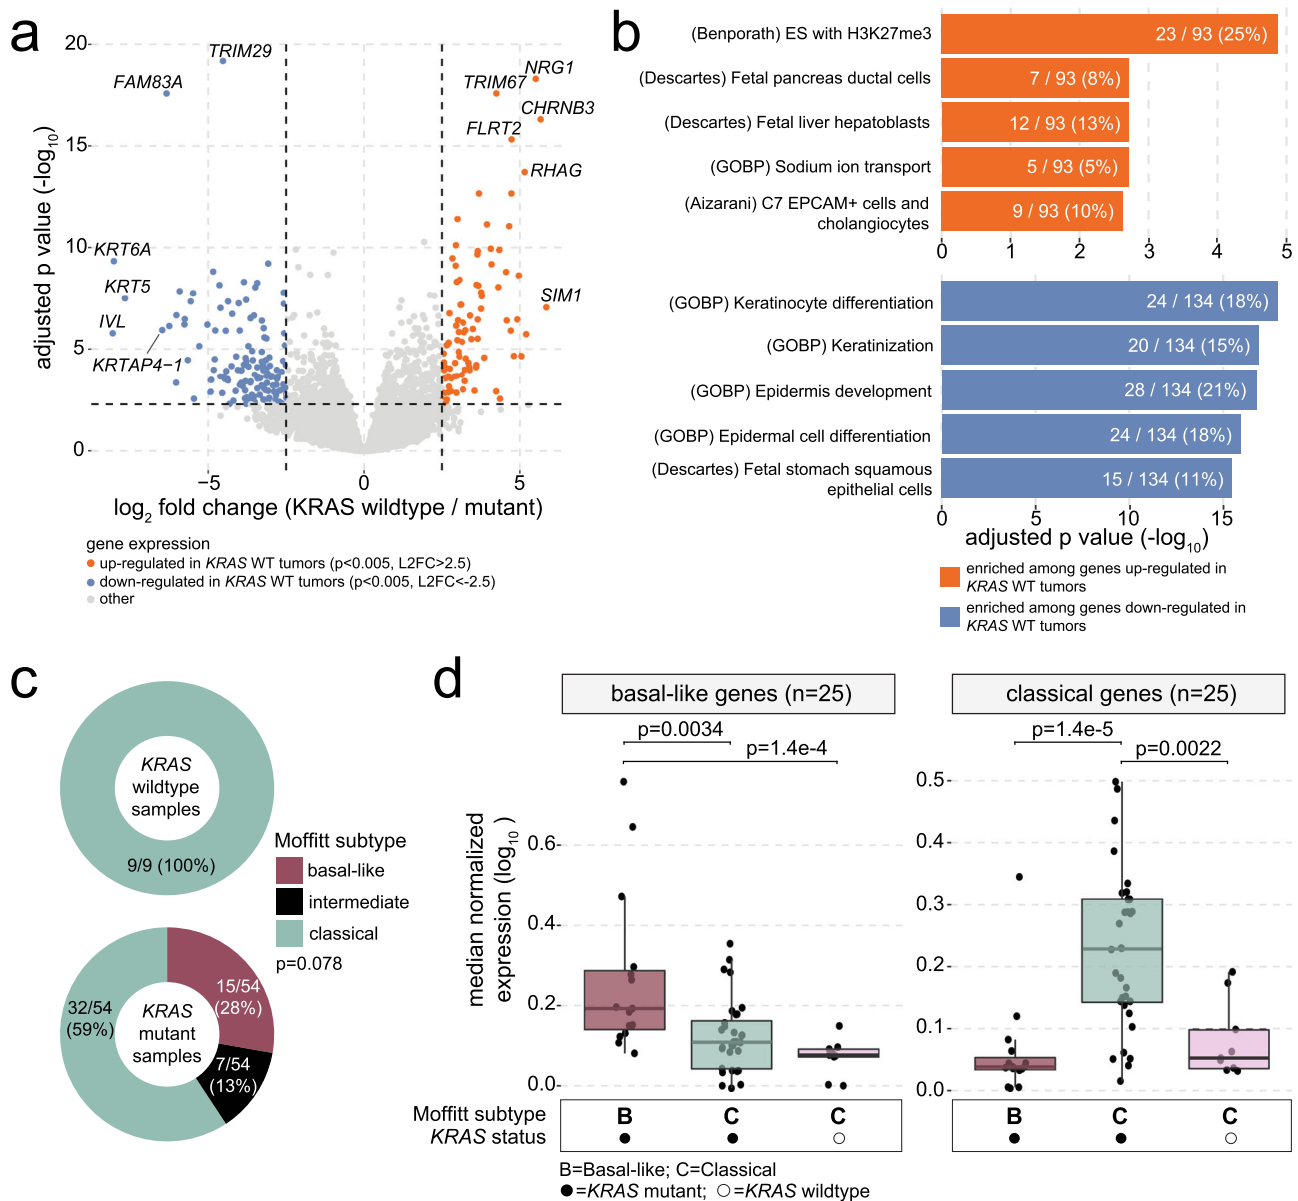 a
20
15
10
5
0
adjusted p value (-log10)
TRIM29
FAM83A
NRG1
TRIM67
CHRNB3
FLRT2
RHAG
KRT6A
KRT5
IVL
KRTAP4−1
SIM1
−5
0
5
log2 fold change (KRAS wildtype / mutant)
gene expression
up-regulated in KRAS WT tumors (p<0.005, L2FC>2.5)
down-regulated in KRAS WT tumors (p<0.005, L2FC<-2.5)
other
b
(Benporath) ES with H3K27me3
23 / 93 (25%)
(Descartes) Fetal pancreas ductal cells
7 / 93 (8%)
(Descartes) Fetal liver hepatoblasts
12 / 93 (13%)
(GOBP) Sodium ion transport
5 / 93 (5%)
(Aizarani) C7 EPCAM+ cells and
cholangiocytes
9 / 93 (10%)
0 1 2 3 4 5
(GOBP) Keratinocyte differentiation
24 / 134 (18%)
(GOBP) Keratinization
20 / 134 (15%)
(GOBP) Epidermis development
28 / 134 (21%)
(GOBP) Epidermal cell differentiation
24 / 134 (18%)
(Descartes) Fetal stomach squamous
epithelial cells
15 / 134 (11%)
0 5 10 15
adjusted p value (-log10)
enriched among genes up-regulated in
KRAS WT tumors
enriched among genes down-regulated in
KRAS WT tumors
c
KRAS
wildtype
samples
9/9 (100%)
Moffitt subtype
basal-like
intermediate
classical
p=0.078
KRAS
mutant
samples
15/54
(28%)
7/54
(13%)
32/54
(59%)
d
basal-like genes (n=25)
p=0.0034
p=1.4e-4
median normalized
expression (log10)
0.6
0.4
0.2
0.0
classical genes (n=25)
p=1.4e-5
p=0.0022
0.5
0.4
0.3
0.2
0.1
0.0
Moffitt subtype B C C B C C
KRAS status
B=Basal-like; C=Classical
=KRAS mutant; =KRAS wildtype